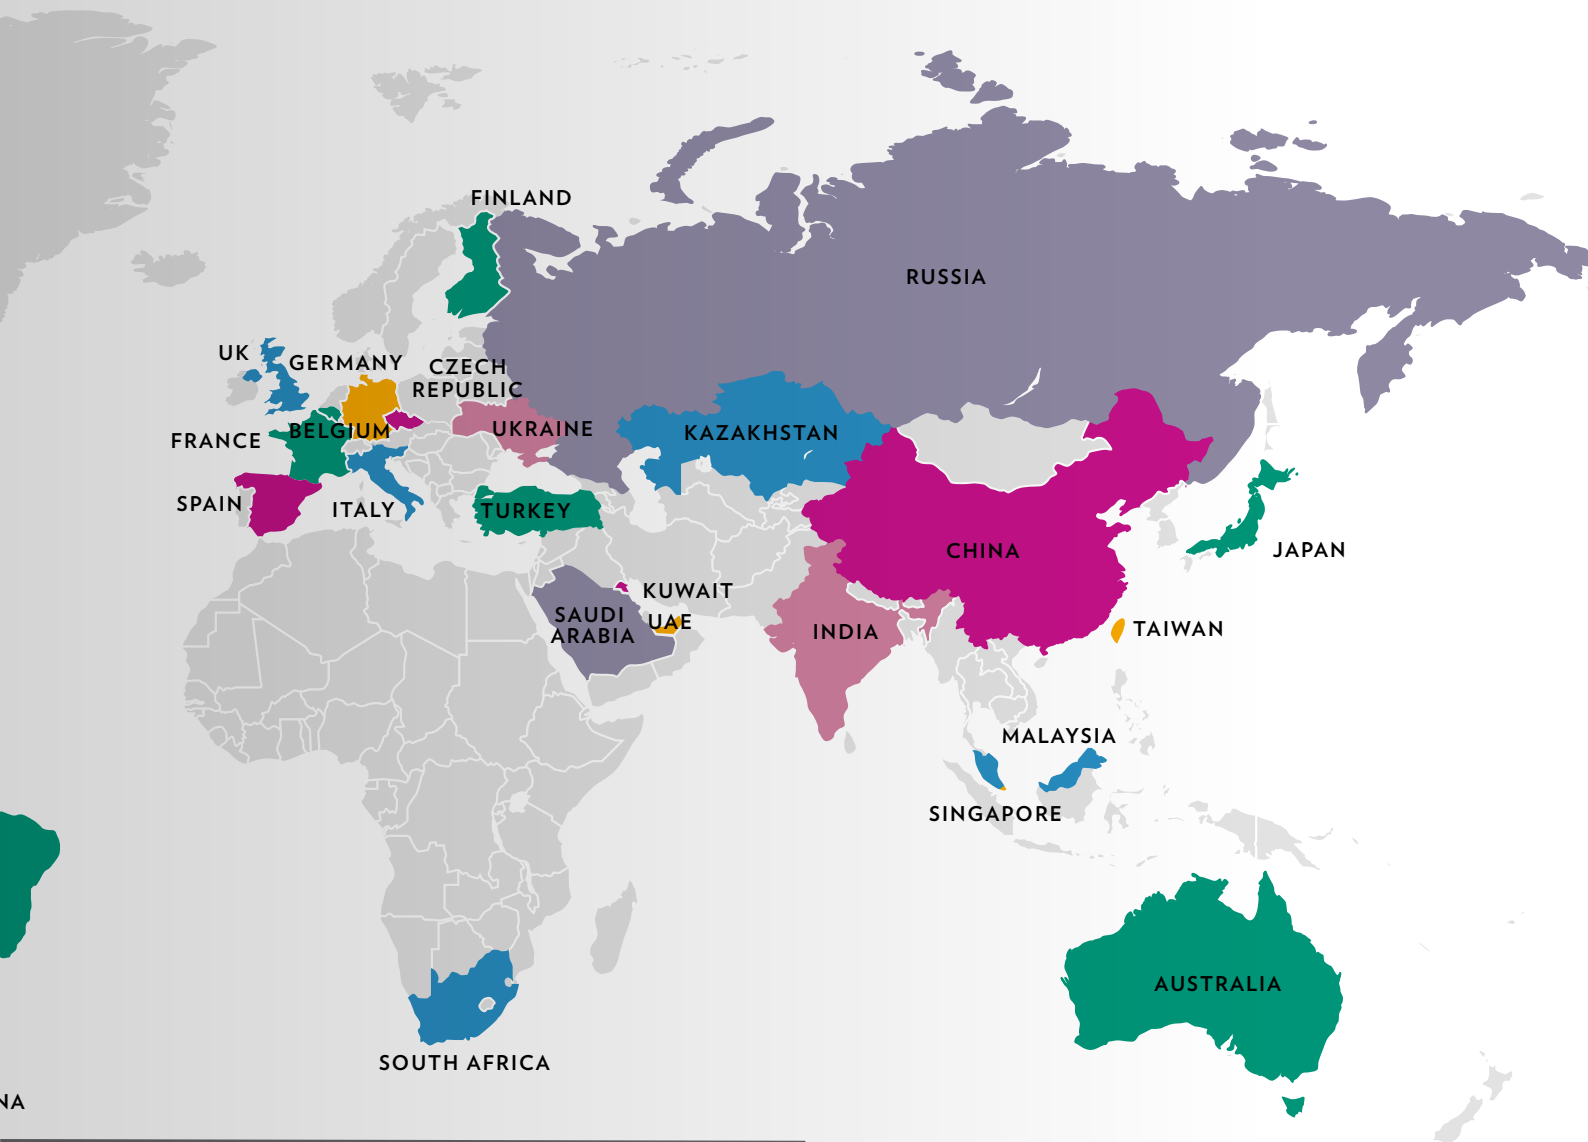 FINLAND
RUSSIA
UK
GERMANY
CZECH
REPUBLIC
UKRAINE
BELGIUM
KAZAKHSTAN
FRANCE
SPAIN
ITALY
TURKEY
CHINA
JAPAN
KUWAIT
SAUDI
ARABIA
UAE
INDIA
TAIWAN
MALAYSIA
SINGAPORE
AUSTRALIA
SOUTH AFRICA
NA